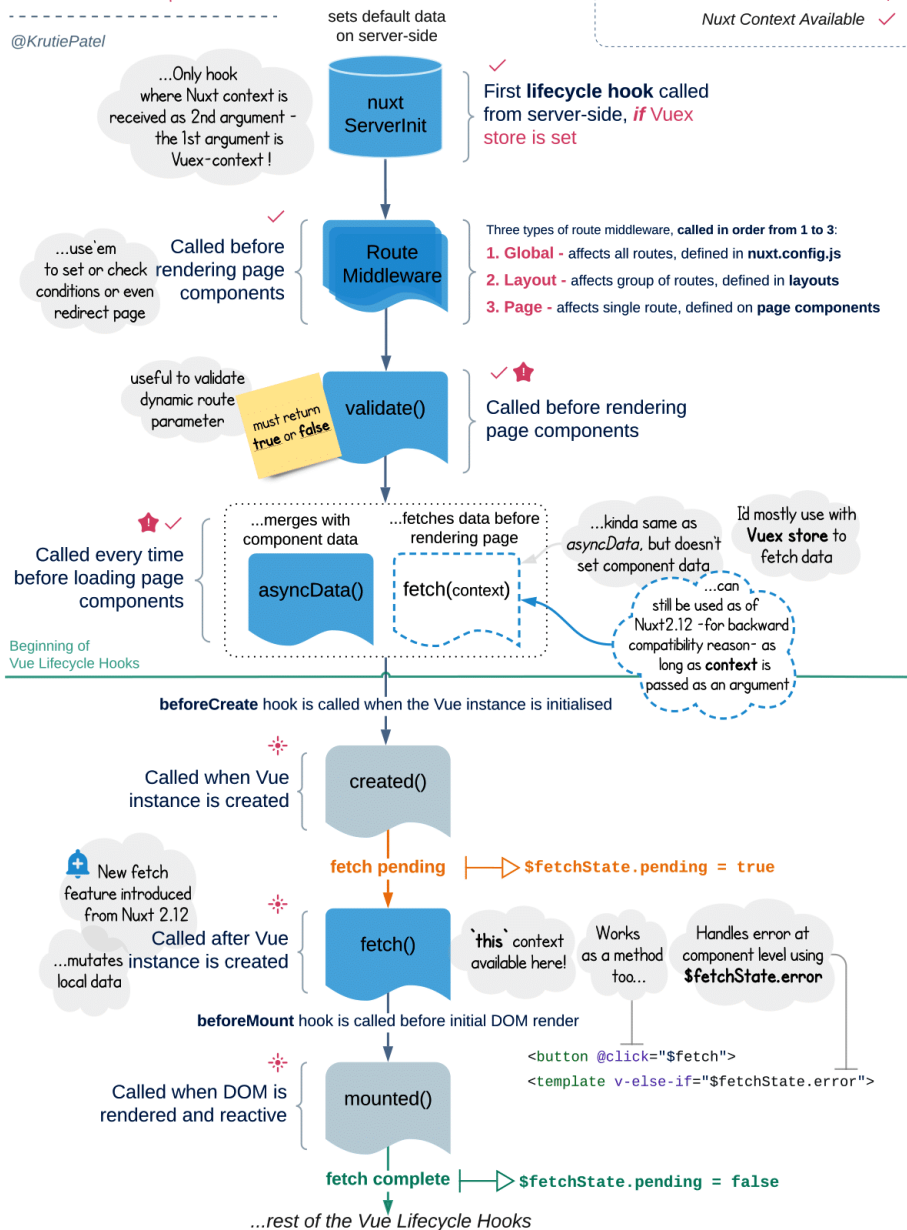 sets default data
on server-side
Nuxt Context Available
@KrutiePatel
...Only hook
where Nuxt context is
received as 2nd argument -
the 1st argument is
Vuex-context !
nuxt
ServerInit
First lifecycle hook called
from server-side, if Vuex
store is set
...use'em
to set or check
conditions or even
redirect page
Called before
rendering page
components
Route
Middleware
Three types of route middleware, called in order from 1 to 3:
1. Global - affects all routes, defined in nuxt.config.js
2. Layout - affects group of routes, defined in layouts
3. Page - affects single route, defined on page components
useful to validate
dynamic route
parameter
must return
true or false
validate()
Called before rendering
page components
Called every time
before loading page
components
...merges with
component data
asyncData()
...fetches data before
rendering page
fetch(context)
...kinda same as
asyncData, but doesn't
set component data
I'd mostly use with
Vuex store to
fetch data
...can
still be used as of
Nuxt2.12 -for backward
compatibility reason- as
long as context is
passed as an argument
Beginning of
Vue Lifecycle Hooks
beforeCreate hook is called when the Vue instance is initialised
Called when Vue
instance is created
created()
fetch pending
$fetchState.pending = true
New fetch
feature introduced
from Nuxt 2.12
...mutates
local data
Called after Vue
instance is created
fetch()
`this` context
available here!
Works
as a method
too...
Handles error at
component level using
$fetchState.error
beforeMount hook is called before initial DOM render
<button @click="$fetch">
<template v-else-if="$fetchState.error">
Called when DOM is
rendered and reactive
mounted()
fetch complete
$fetchState.pending = false
...rest of the Vue Lifecycle Hooks